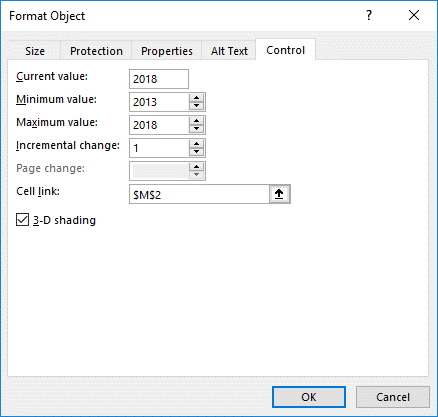 Format Object
?
Size Protection Properties Alt Text Control
Current value: 2018
Minimum value: 2013
Maximum value: 2018
Incremental change: 1
Page change:
Cell link: $M$2
3-D shading
OK Cancel